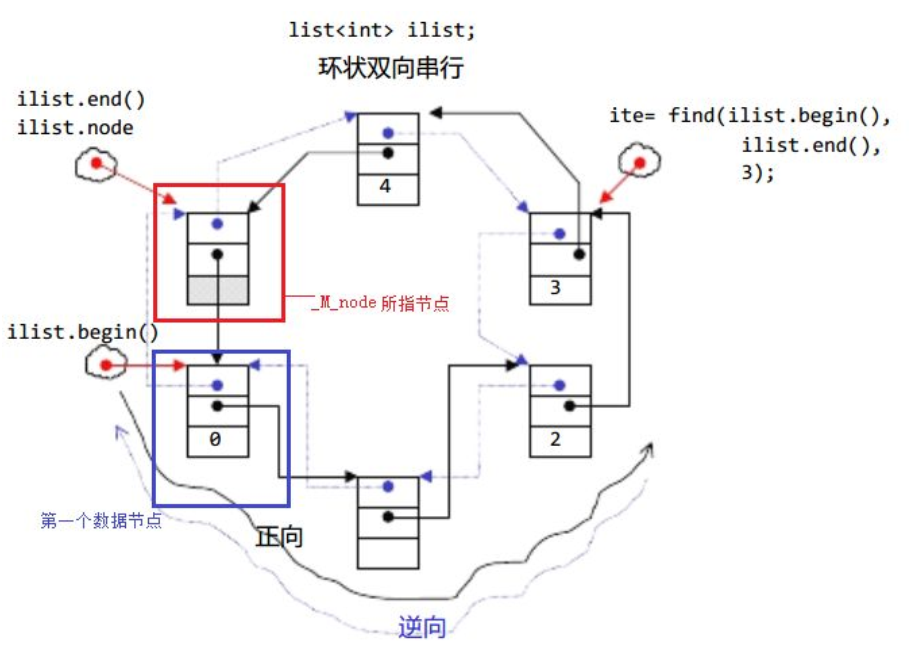 list<int> ilist;
环状双向串行
ilist.end()
ilist.node
ite= find(ilist.begin(),
ilist.end(),
3);
4
3
_M_node 所指节点
ilist.begin()
0
2
第一个数据节点
正向
逆向